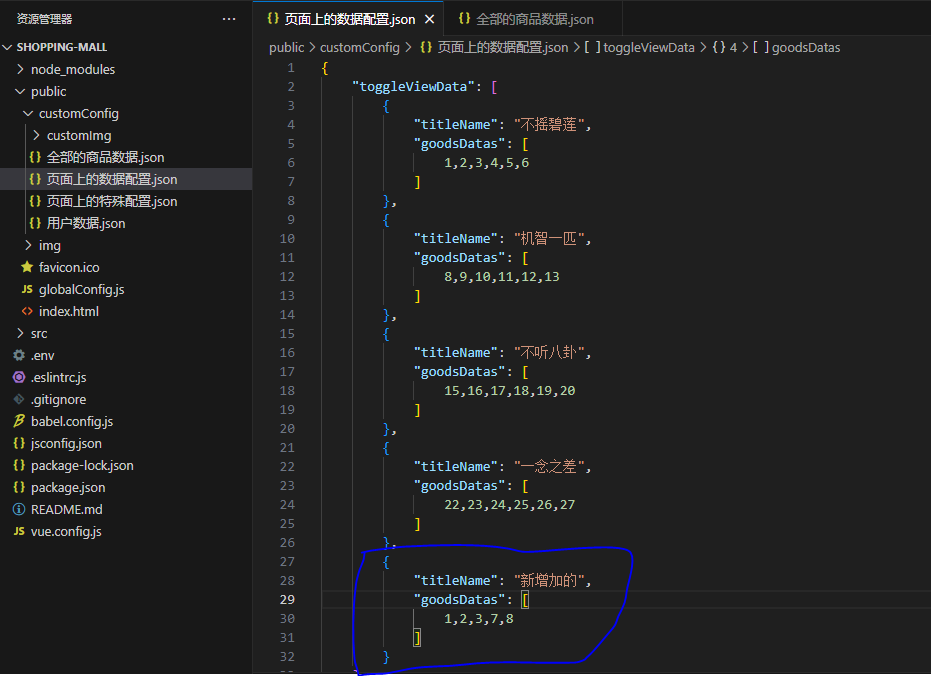 资源管理器
SHOPPING-MALL
node_modules
public
customConfig
customImg
{} 全部的商品数据.json
{} 页面上的数据配置.json
{} 页面上的特殊配置.json
{} 用户数据.json
img
favicon.ico
JS globalConfig.js
<> index.html
src
.env
.eslintrc.js
.gitignore
babel.config.js
{} jsconfig.json
{} package-lock.json
{} package.json
README.md
JS vue.config.js
{} 页面上的数据配置.json
{} 全部的商品数据.json
public > customConfig > {} 页面上的数据配置.json > [ ] toggleViewData > {} 4 > [ ] goodsDatas
1 {
2 "toggleViewData": [
3 {
4 "titleName": "不摇碧莲",
5 "goodsDatas": [
6 1,2,3,4,5,6
7 ]
8 },
9 {
10 "titleName": "机智一匹",
11 "goodsDatas": [
12 8,9,10,11,12,13
13 ]
14 },
15 {
16 "titleName": "不听八卦",
17 "goodsDatas": [
18 15,16,17,18,19,20
19 ]
20 },
21 {
22 "titleName": "一念之差",
23 "goodsDatas": [
24 22,23,24,25,26,27
25 ]
26 },
27 {
28 "titleName": "新增加的",
29 "goodsDatas": [
30 1,2,3,7,8
31 ]
32 }